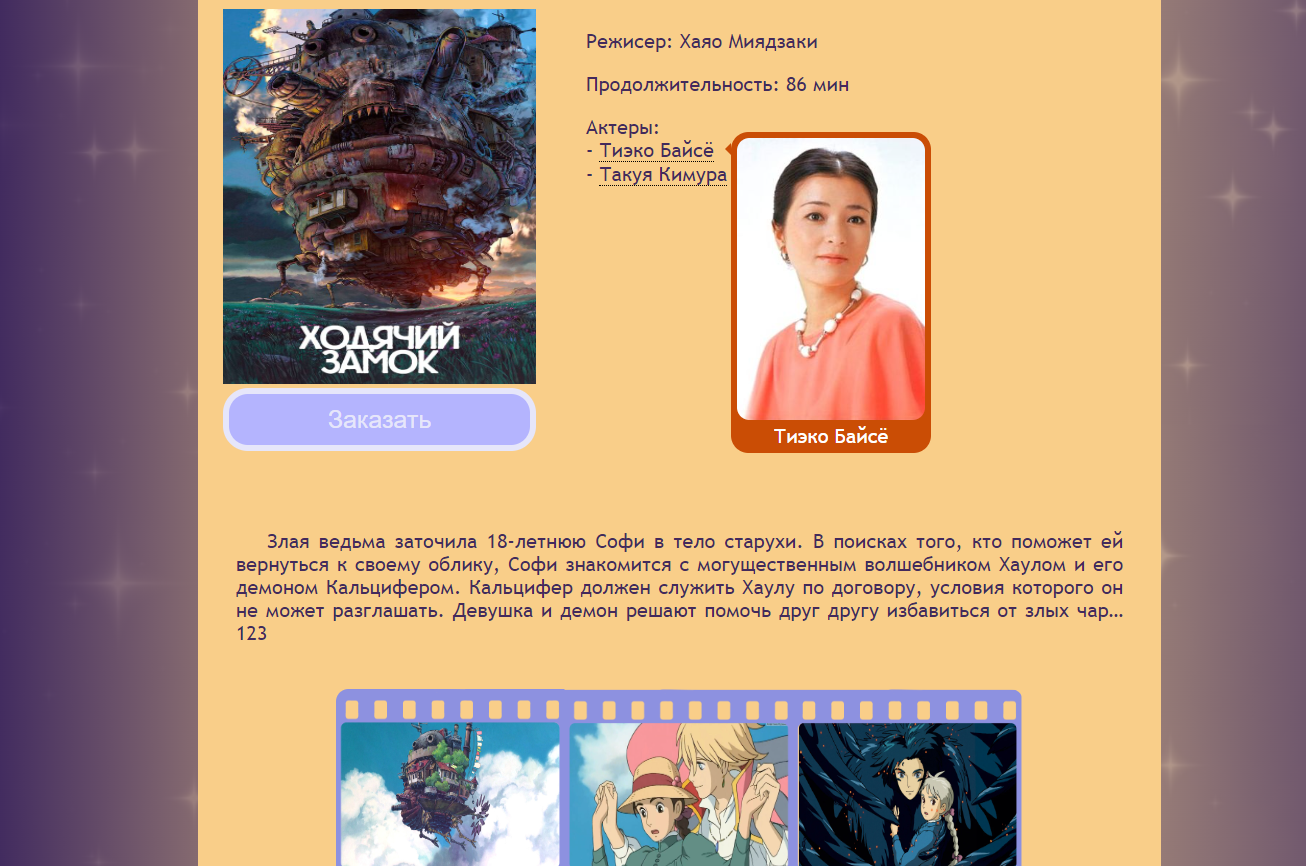 ХОДЯЧИЙ
ЗАМОК
Заказать
Режисер: Хаяо Миядзаки
Продолжительность: 86 мин
Актеры:
- Тиэко Байсё
- Такуя Кимура
Тиэко Байсё
Злая ведьма заточила 18-летнюю Софи в тело старухи. В поисках того, кто поможет ей
вернуться к своему облику, Софи знакомится с могущественным волшебником Хаулом и его
демоном Кальцифером. Кальцифер должен служить Хаулу по договору, условия которого он
не может разглашать. Девушка и демон решают помочь друг другу избавиться от злых чар...
123